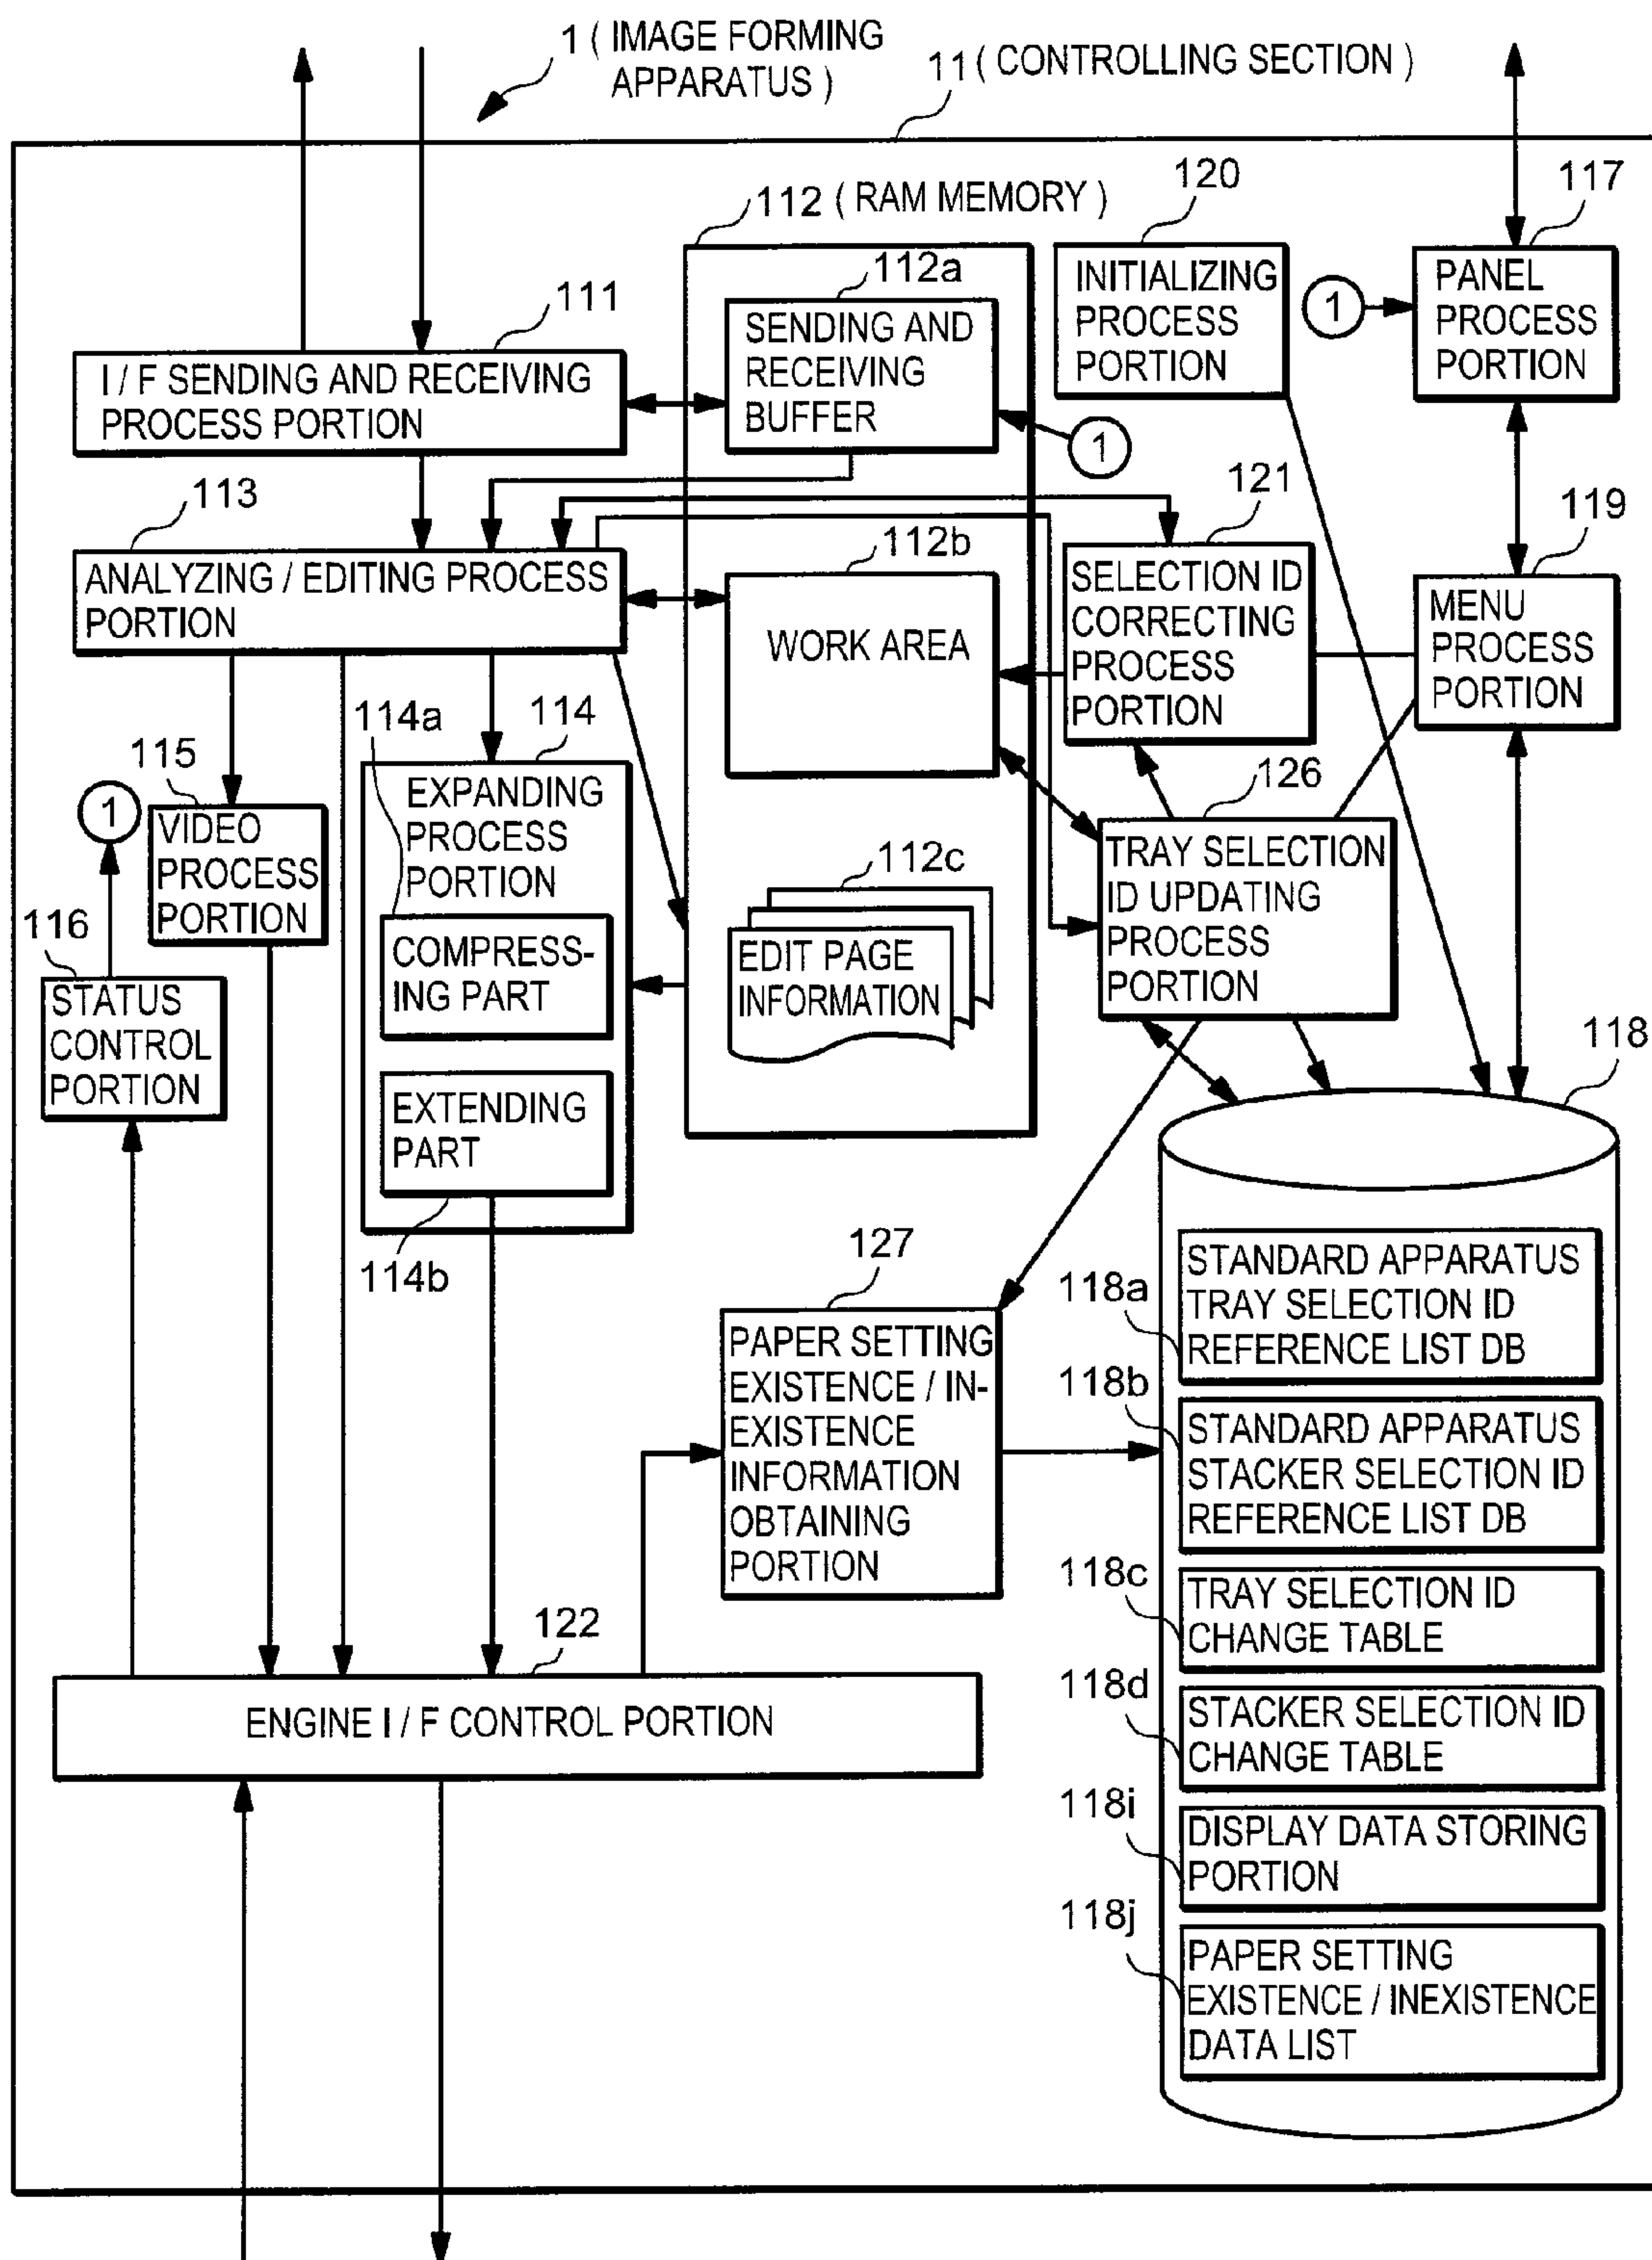 1 ( IMAGE FORMING
APPARATUS )
11 ( CONTROLLING SECTION )
112 ( RAM MEMORY )
120
117
112a
111
INITIALIZING
PROCESS
PORTION
1
PANEL
PROCESS
PORTION
SENDING AND
RECEIVING
BUFFER
I / F SENDING AND RECEIVING
PROCESS PORTION
1
113
121
119
112b
ANALYZING / EDITING PROCESS
PORTION
WORK AREA
SELECTION ID
CORRECTING
PROCESS
PORTION
MENU
PROCESS
PORTION
114a
114
115
126
1
VIDEO
PROCESS
PORTION
EXPANDING
PROCESS
PORTION
112c
TRAY SELECTION
ID UPDATING
PROCESS
PORTION
116
COMPRESS-
ING PART
EDIT PAGE
INFORMATION
STATUS
CONTROL
PORTION
118
EXTENDING
PART
114b
127
PAPER SETTING
EXISTENCE / IN-
EXISTENCE
INFORMATION
OBTAINING
PORTION
118a
STANDARD APPARATUS
TRAY SELECTION ID
REFERENCE LIST DB
118b
STANDARD APPARATUS
STACKER SELECTION ID
REFERENCE LIST DB
118c
TRAY SELECTION ID
CHANGE TABLE
122
ENGINE I / F CONTROL PORTION
118d
STACKER SELECTION ID
CHANGE TABLE
118i
DISPLAY DATA STORING
PORTION
118j
PAPER SETTING
EXISTENCE / INEXISTENCE
DATA LIST